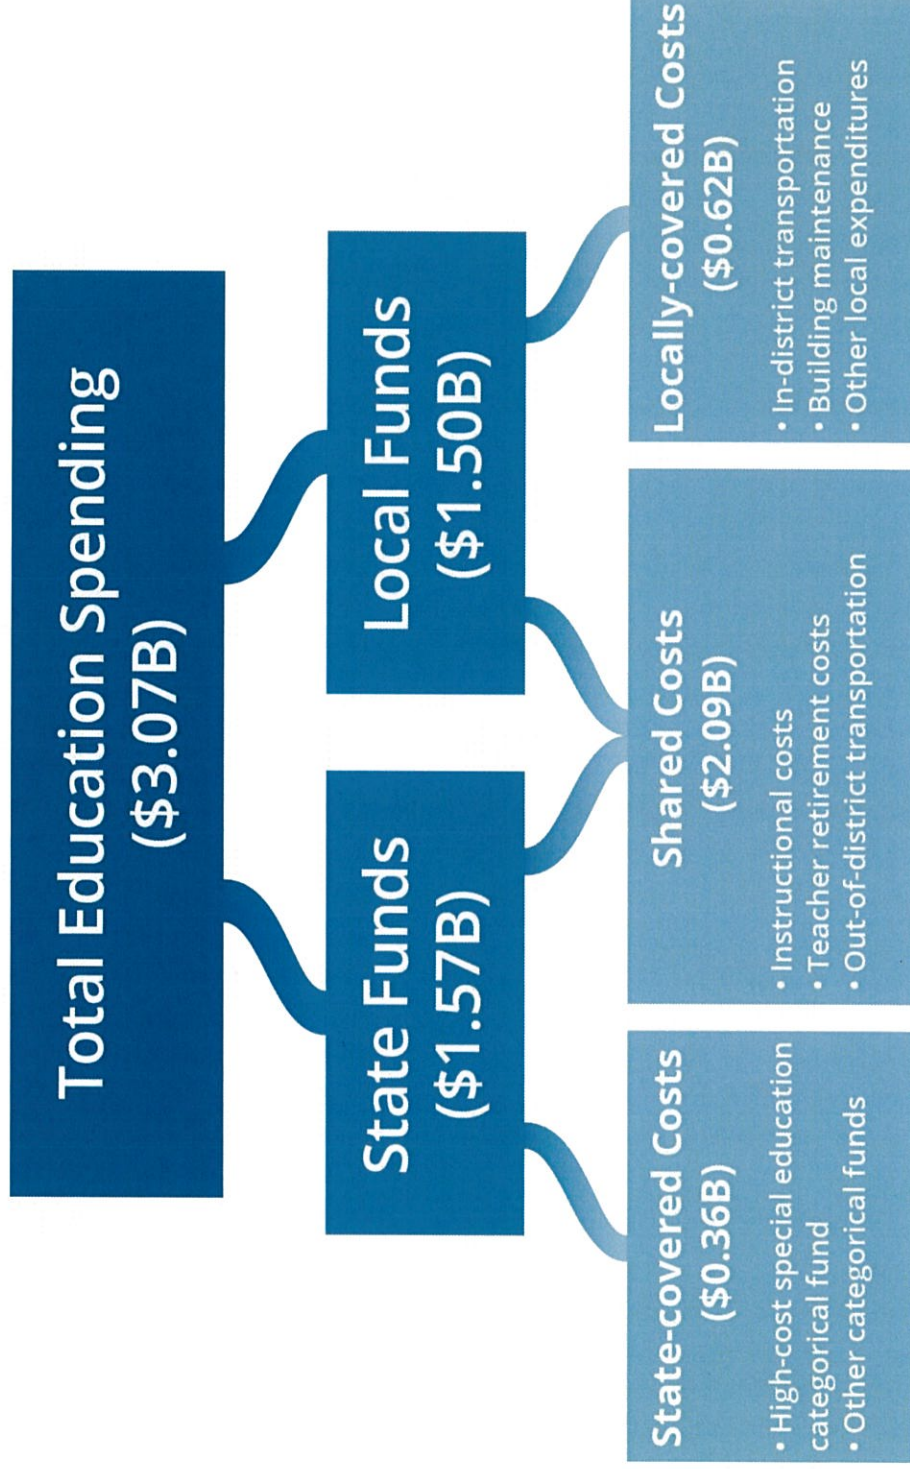 Total Education Spending
($3.07B)
State Funds
($1.57B)
Local Funds
($1.50B)
State-covered Costs
($0.36B)
• High-cost special education
categorical fund
• Other categorical funds
Shared Costs
($2.09B)
• Instructional costs
• Teacher retirement costs
• Out-of-district transportation
Locally-covered Costs
($0.62B)
• In-district transportation
• Building maintenance
• Other local expenditures